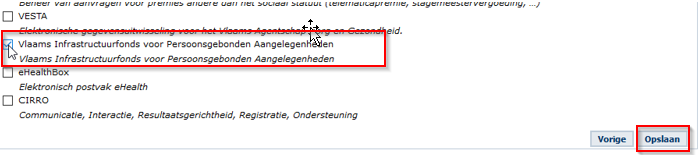 Beheer van aanvragen voor premies andere dan het sociaal statuut (telematicapremie, stagemeestervergoeding, ...)
VESTA
Elektronische gegevensuitwisseling voor het Vlaams Agentschap Zorg en Gezondheid.
Vlaams Infrastructuurfonds voor Persoonsgebonden Aangelegenheden
Vlaams Infrastructuurfonds voor Persoonsgebonden Aangelegenheden
eHealthBox
Elektronisch postvak eHealth
CIRRO
Communicatie, Interactie, Resultaatsgerichtheid, Registratie, Ondersteuning
Vorige Opslaan